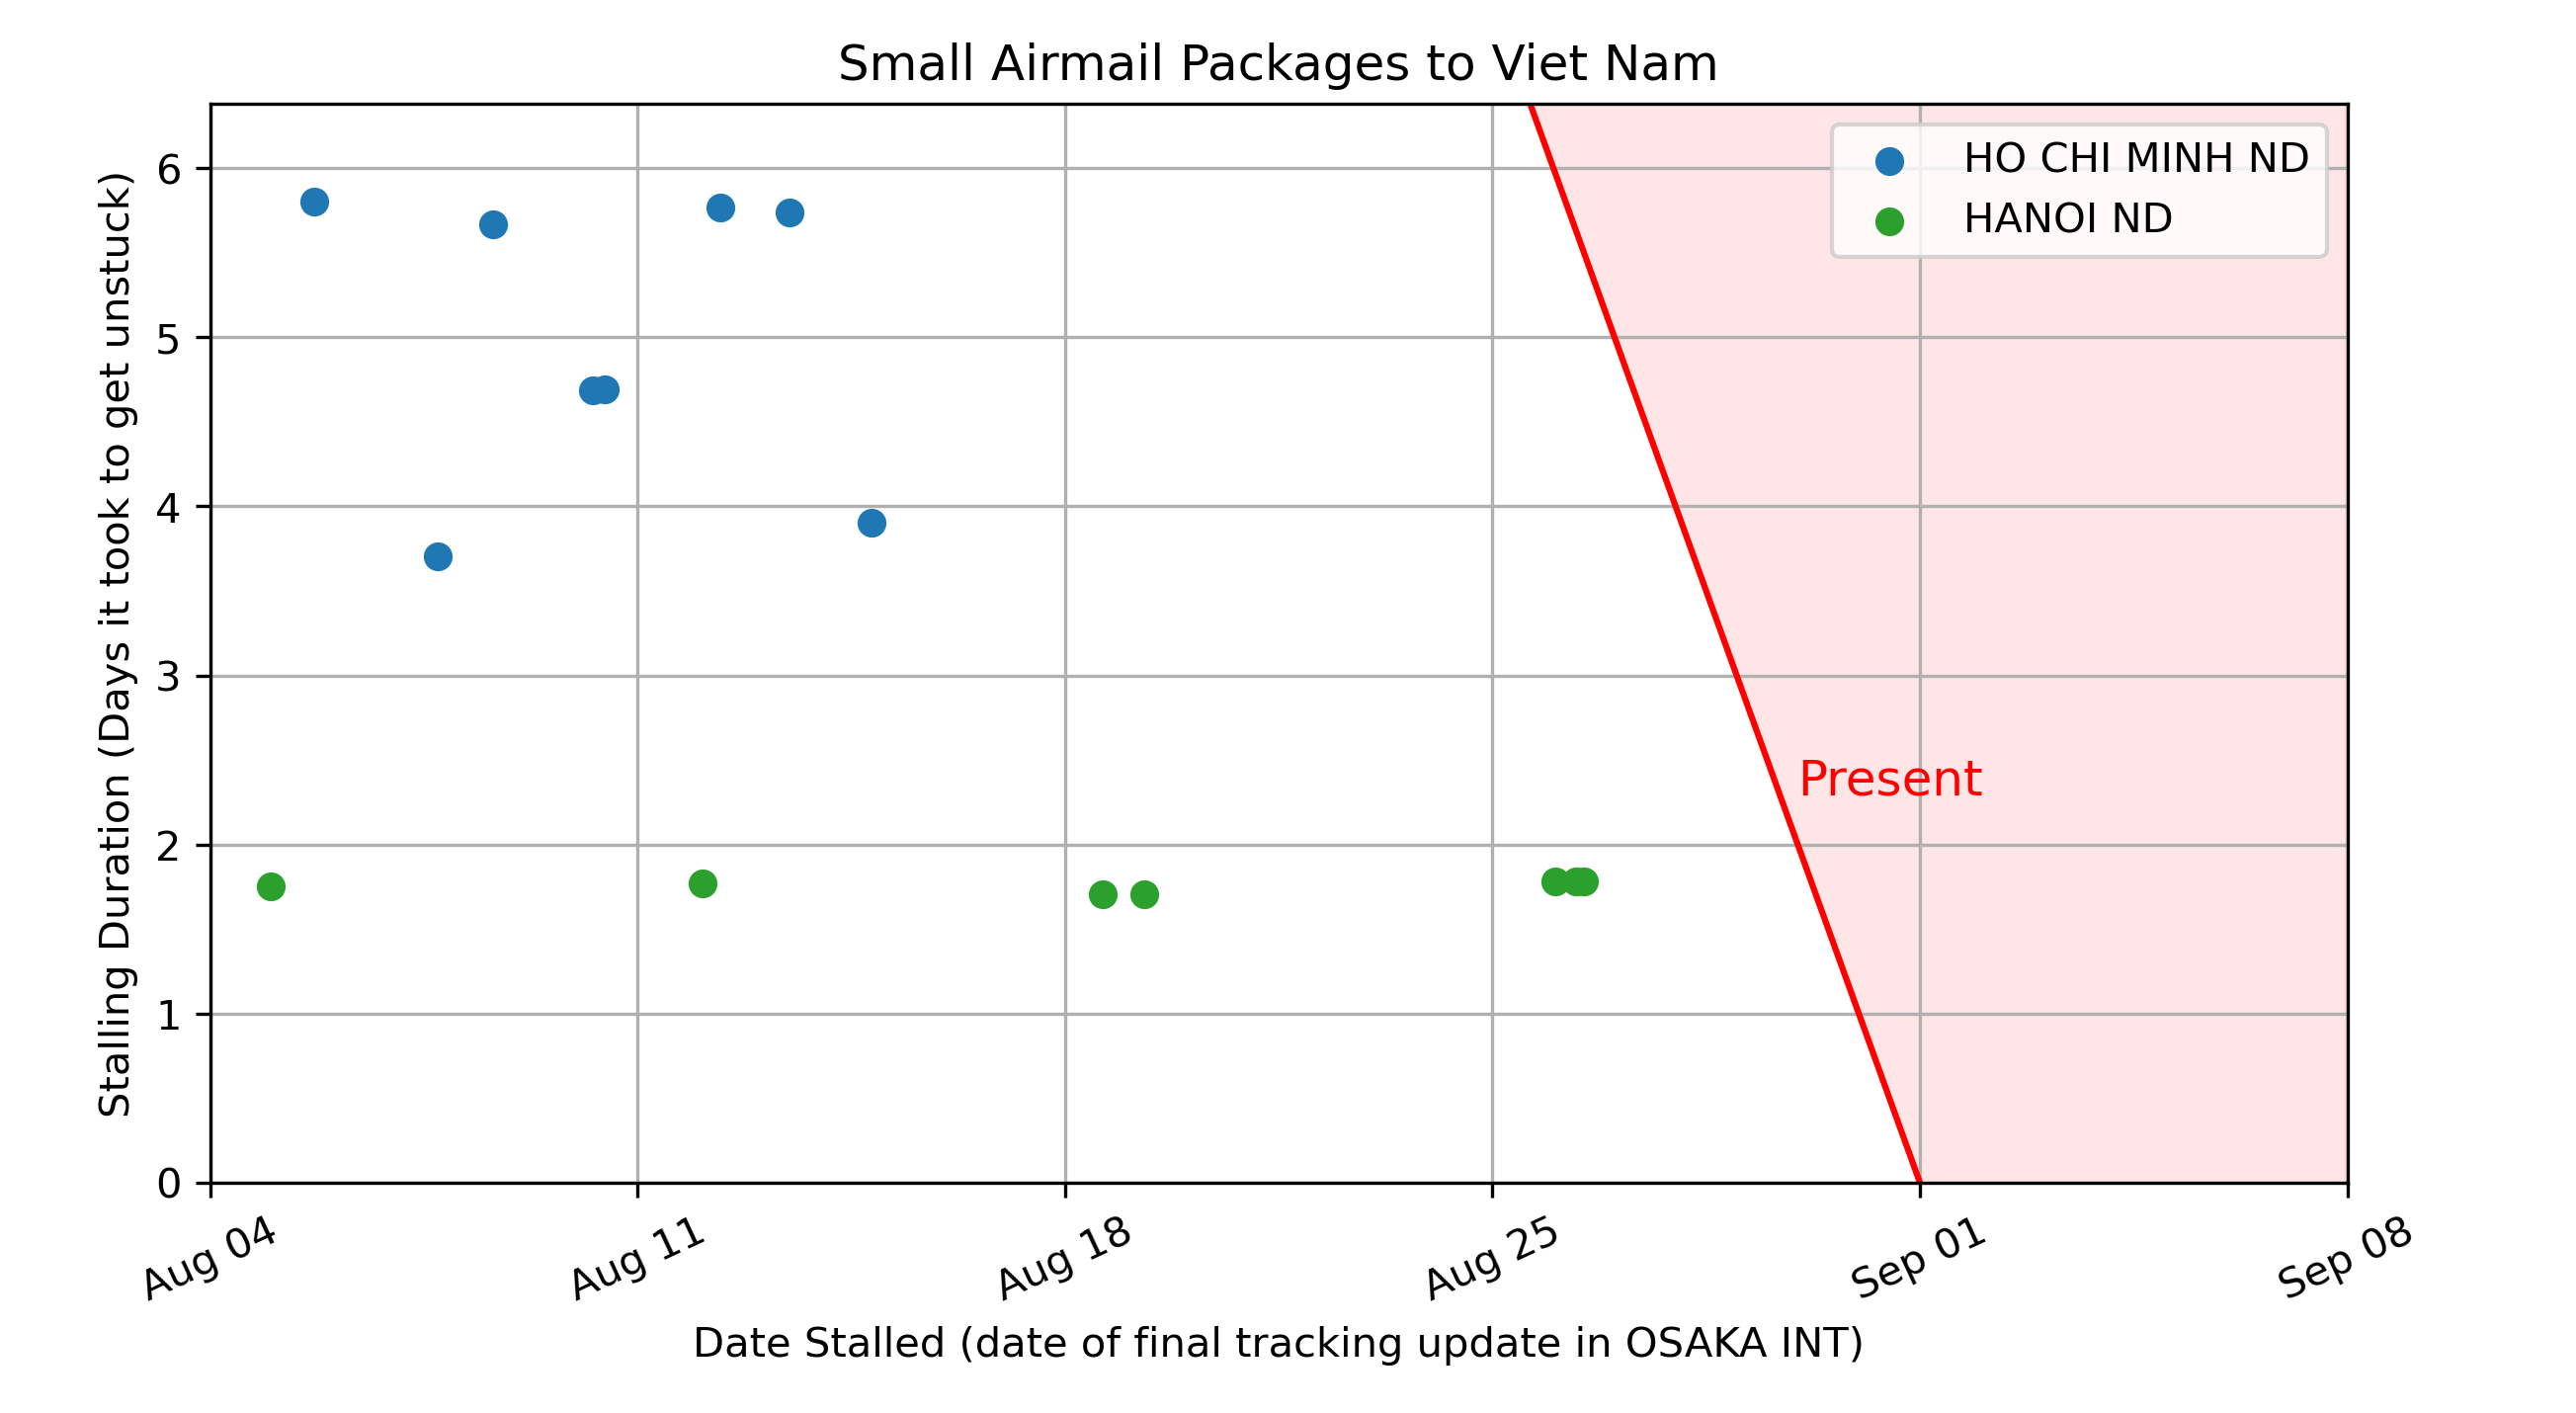 Small Airmail Packages to Viet Nam
HO CHI MINH ND
HANOI ND
Present
Stalling Duration (Days it took to get unstuck)
6
5
4
3
2
1
0
Aug 04
Aug 11
Aug 18
Aug 25
Sep 01
Sep 08
Date Stalled (date of final tracking update in OSAKA INT)